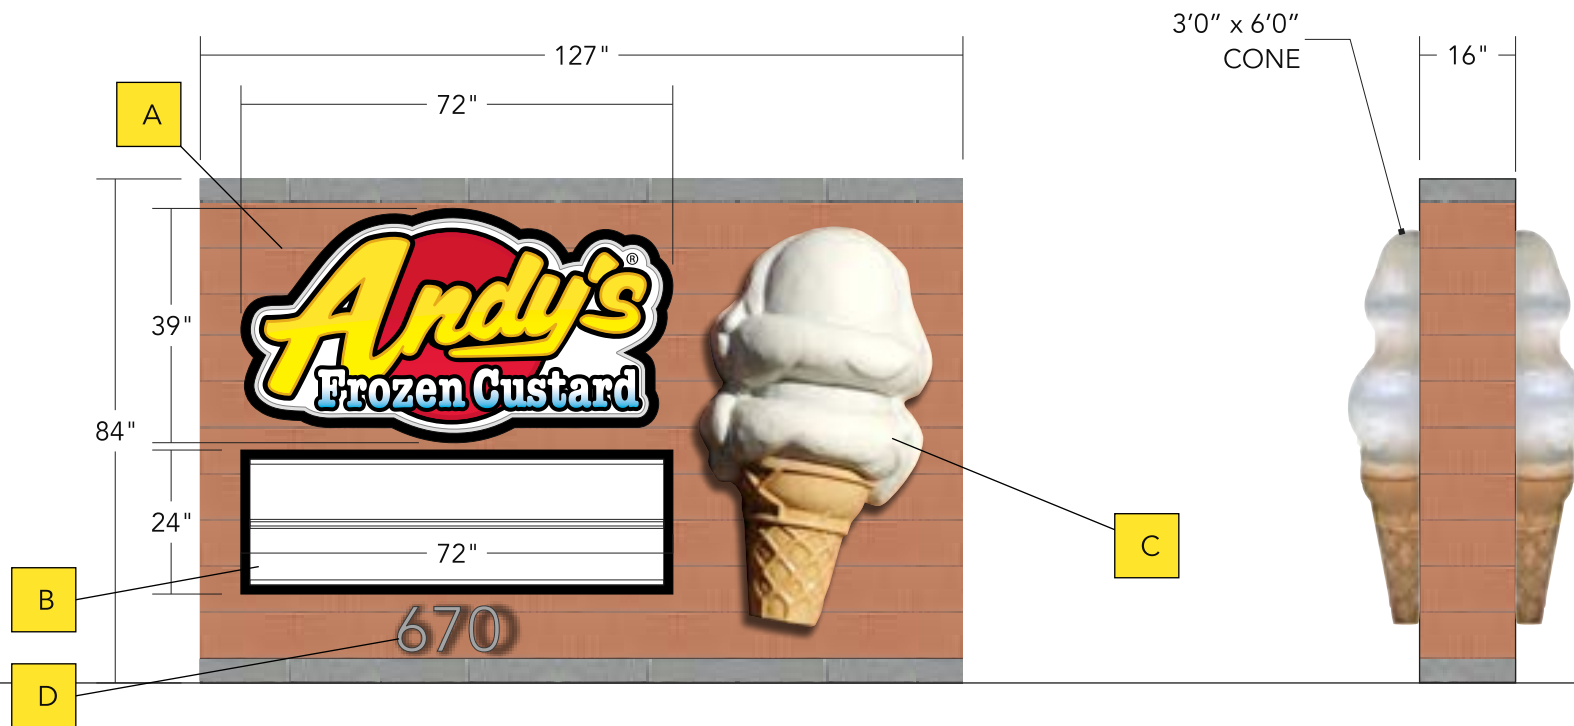 3'0" x 6'0"
CONE
127"
16"
72"
A
Andy's®
Frozen Custard
39"
84"
24"
72"
C
B
670
D